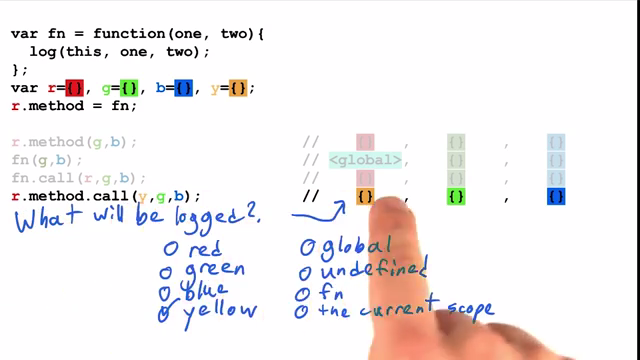 var fn = function(one, two){
log(this, one, two);
};
var r={}, g={}, b={}, y={};
r.method = fn;
r.method(g,b); // {} , {} , {}
fn(g,b); // <global> , {} , {}
fn.call(r,g,b); // {} , {} , {}
r.method.call(y,g,b); // {} , {} , {}
What will be logged?
red global
green undefined
blue fn
yellow the current scope